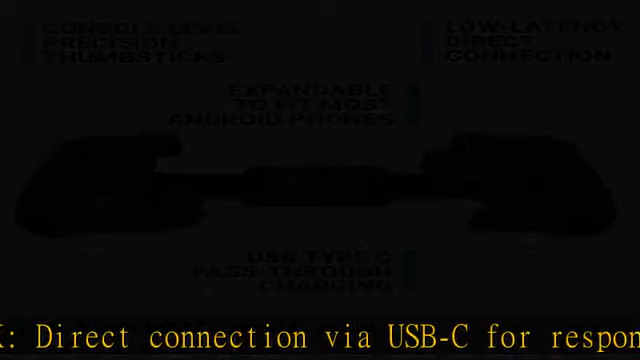 CONSOLE-LEVEL
PRECISION
THUMBSTICKS
LOW-LATENCY
DIRECT
CONNECTION
EXPANDABLE
TO FIT MOST
ANDROID PHONES
USB TYPE C
PASS-THROUGH
CHARGING
: Direct connection via USB-C for respon